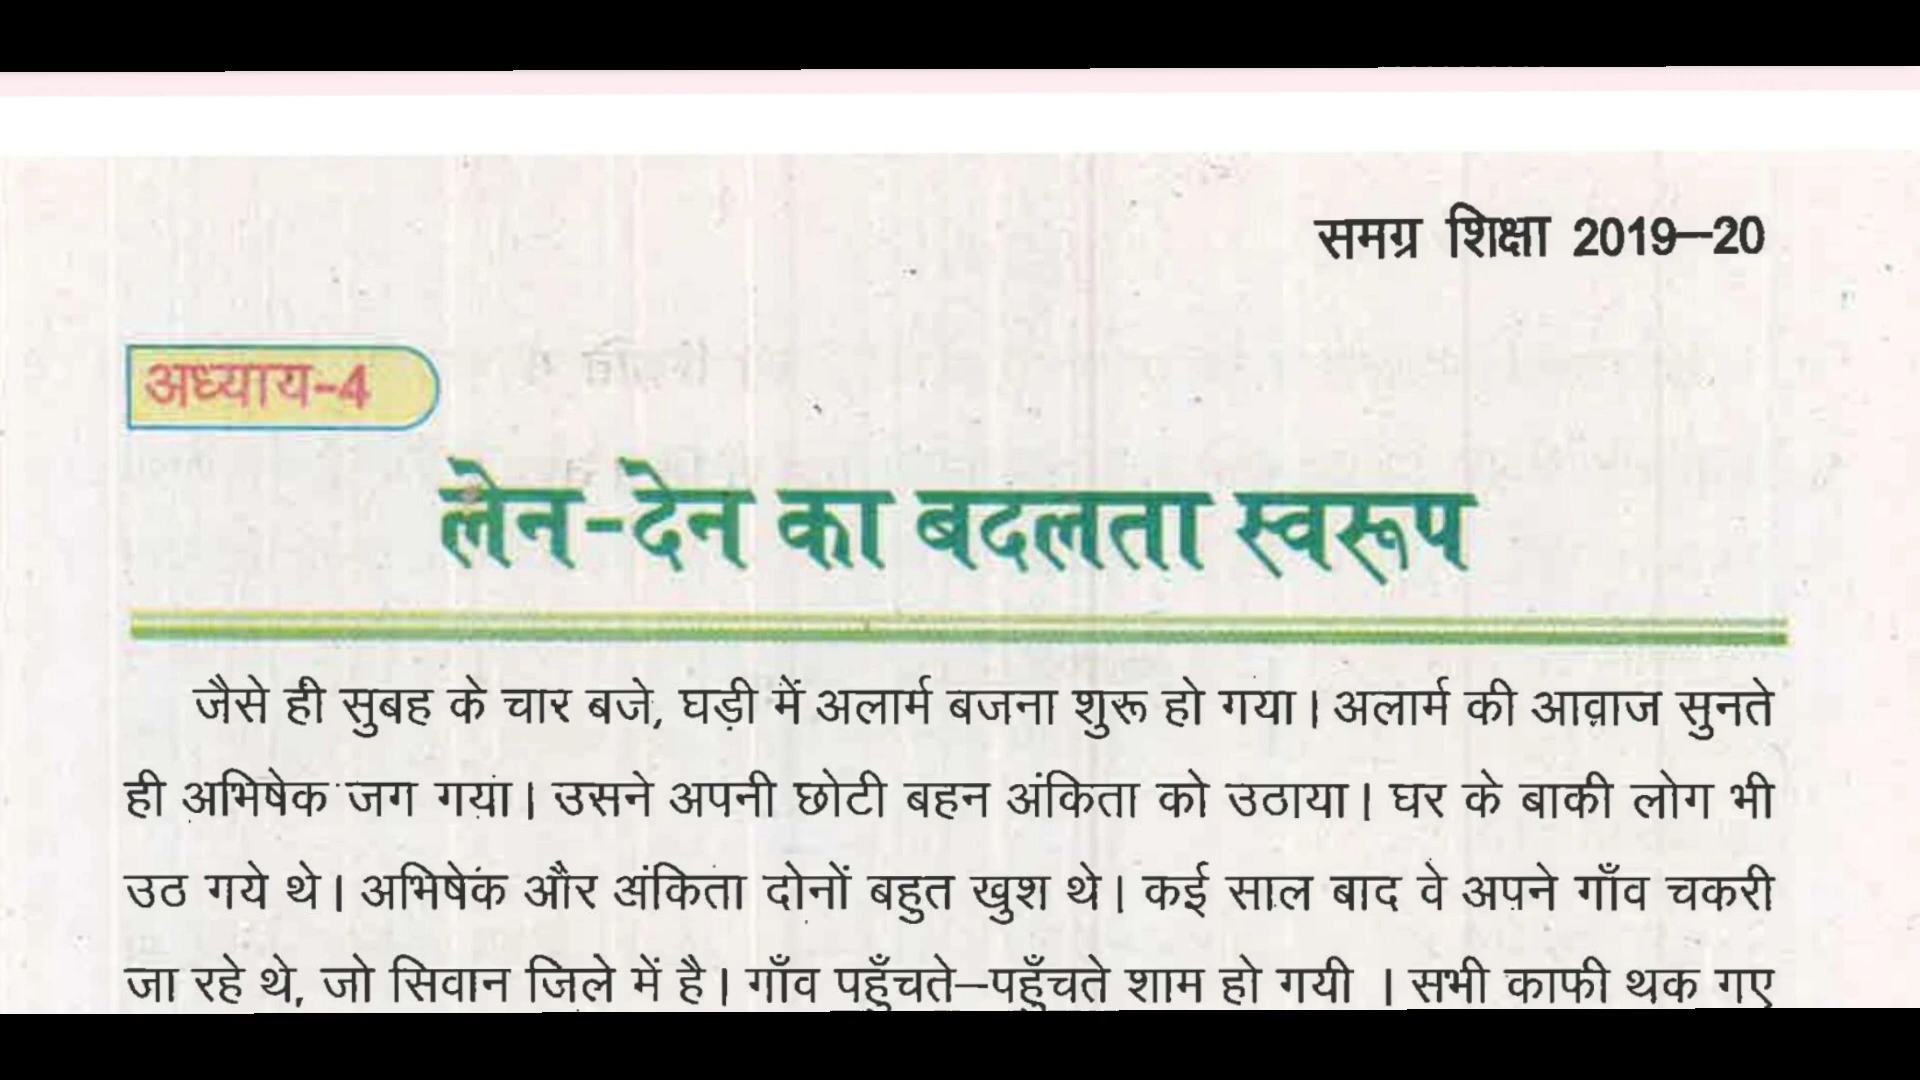 समग्र शिक्षा 2019–20
अध्याय-4
लेन-देन का बदलता स्वरूप
जैसे ही सुबह के चार बजे, घड़ी में अलार्म बजना शुरू हो गया। अलार्म की आवाज सुनते
ही अभिषेक जग गया। उसने अपनी छोटी बहन अंकिता को उठाया। घर के बाकी लोग भी
उठ गये थे। अभिषेक और अंकिता दोनों बहुत खुश थे। कई साल बाद वे अपने गाँव चकरी
जा रहे थे, जो सिवान जिले में है। गाँव पहुँचते–पहुँचते शाम हो गयी । सभी काफी थक गए